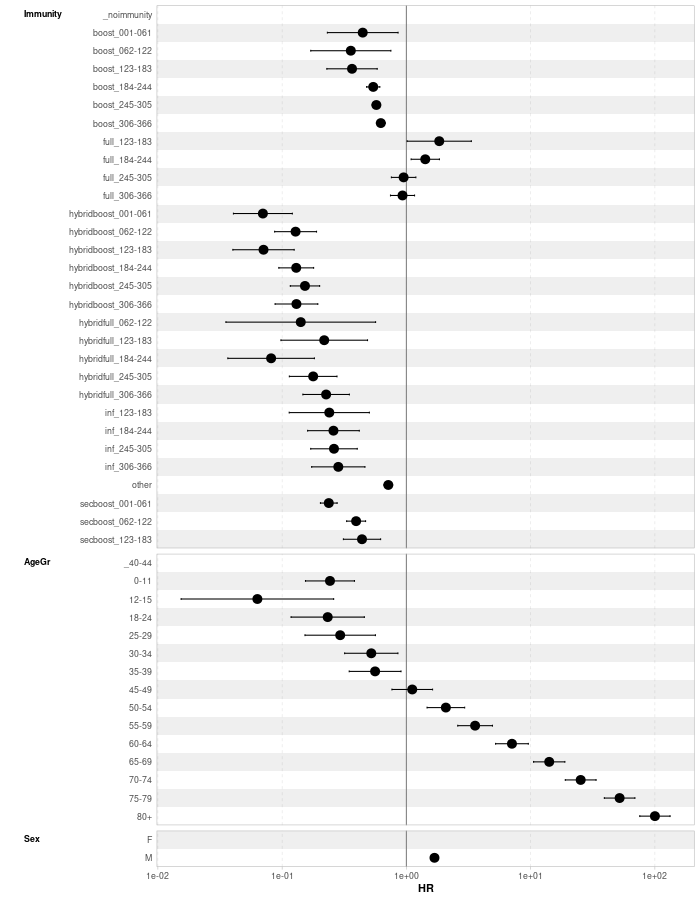 Immunity _noimmunity
boost_001-061
boost_062-122
boost_123-183
boost_184-244
boost_245-305
boost_306-366
full_123-183
full_184-244
full_245-305
full_306-366
hybridboost_001-061
hybridboost_062-122
hybridboost_123-183
hybridboost_184-244
hybridboost_245-305
hybridboost_306-366
hybridfull_062-122
hybridfull_123-183
hybridfull_184-244
hybridfull_245-305
hybridfull_306-366
inf_123-183
inf_184-244
inf_245-305
inf_306-366
other
secboost_001-061
secboost_062-122
secboost_123-183
AgeGr _40-44
0-11
12-15
18-24
25-29
30-34
35-39
45-49
50-54
55-59
60-64
65-69
70-74
75-79
80+
Sex F
M
1e-02 1e-01 1e+00 1e+01 1e+02
HR